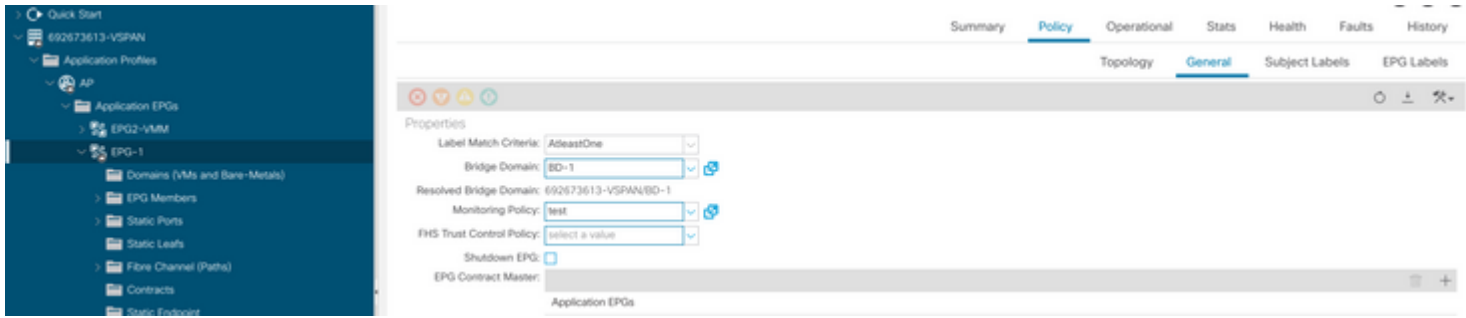 Quick Start
692673613-VSPAN
Application Profiles
AP
Application EPGs
EPG2-VMM
EPG-1
Domains (VMs and Bare-Metals)
EPG Members
Static Ports
Static Leafs
Fibre Channel (Paths)
Contracts
Static Endpoint
Summary Policy Operational Stats Health Faults History
Topology General Subject Labels EPG Labels
Properties
Label Match Criteria: AtleastOne
Bridge Domain: BD-1
Resolved Bridge Domain: 692673613-VSPAN/BD-1
Monitoring Policy: test
FHS Trust Control Policy: select a value
Shutdown EPG:
EPG Contract Master:
Application EPGs